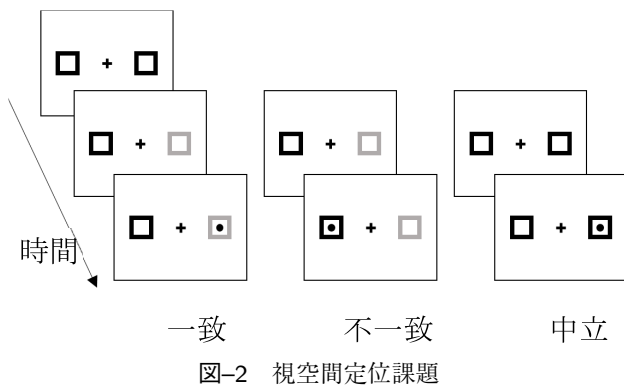 時間
一致 不一致 中立
図–2 視空間定位課題